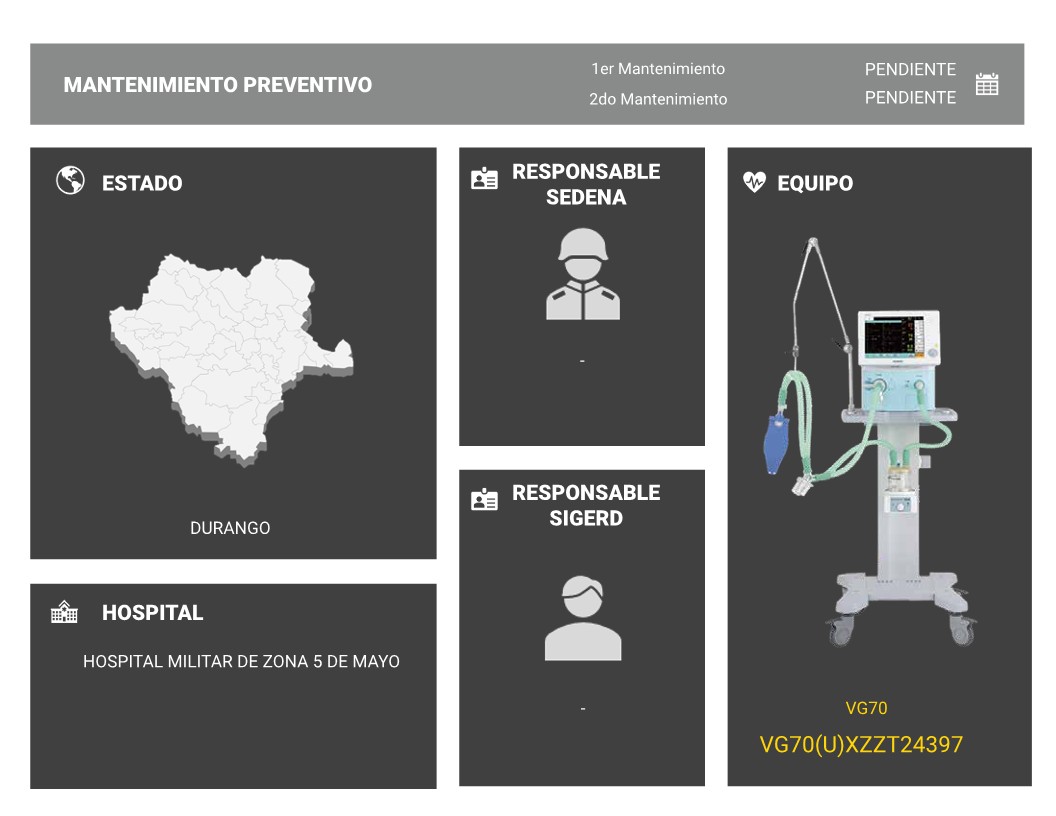 MANTENIMIENTO PREVENTIVO
1er Mantenimiento
PENDIENTE
2do Mantenimiento
PENDIENTE
ESTADO
DURANGO
HOSPITAL
HOSPITAL MILITAR DE ZONA 5 DE MAYO
RESPONSABLE
SEDENA
-
RESPONSABLE
SIGERD
-
EQUIPO
VG70
VG70(U)XZZT24397